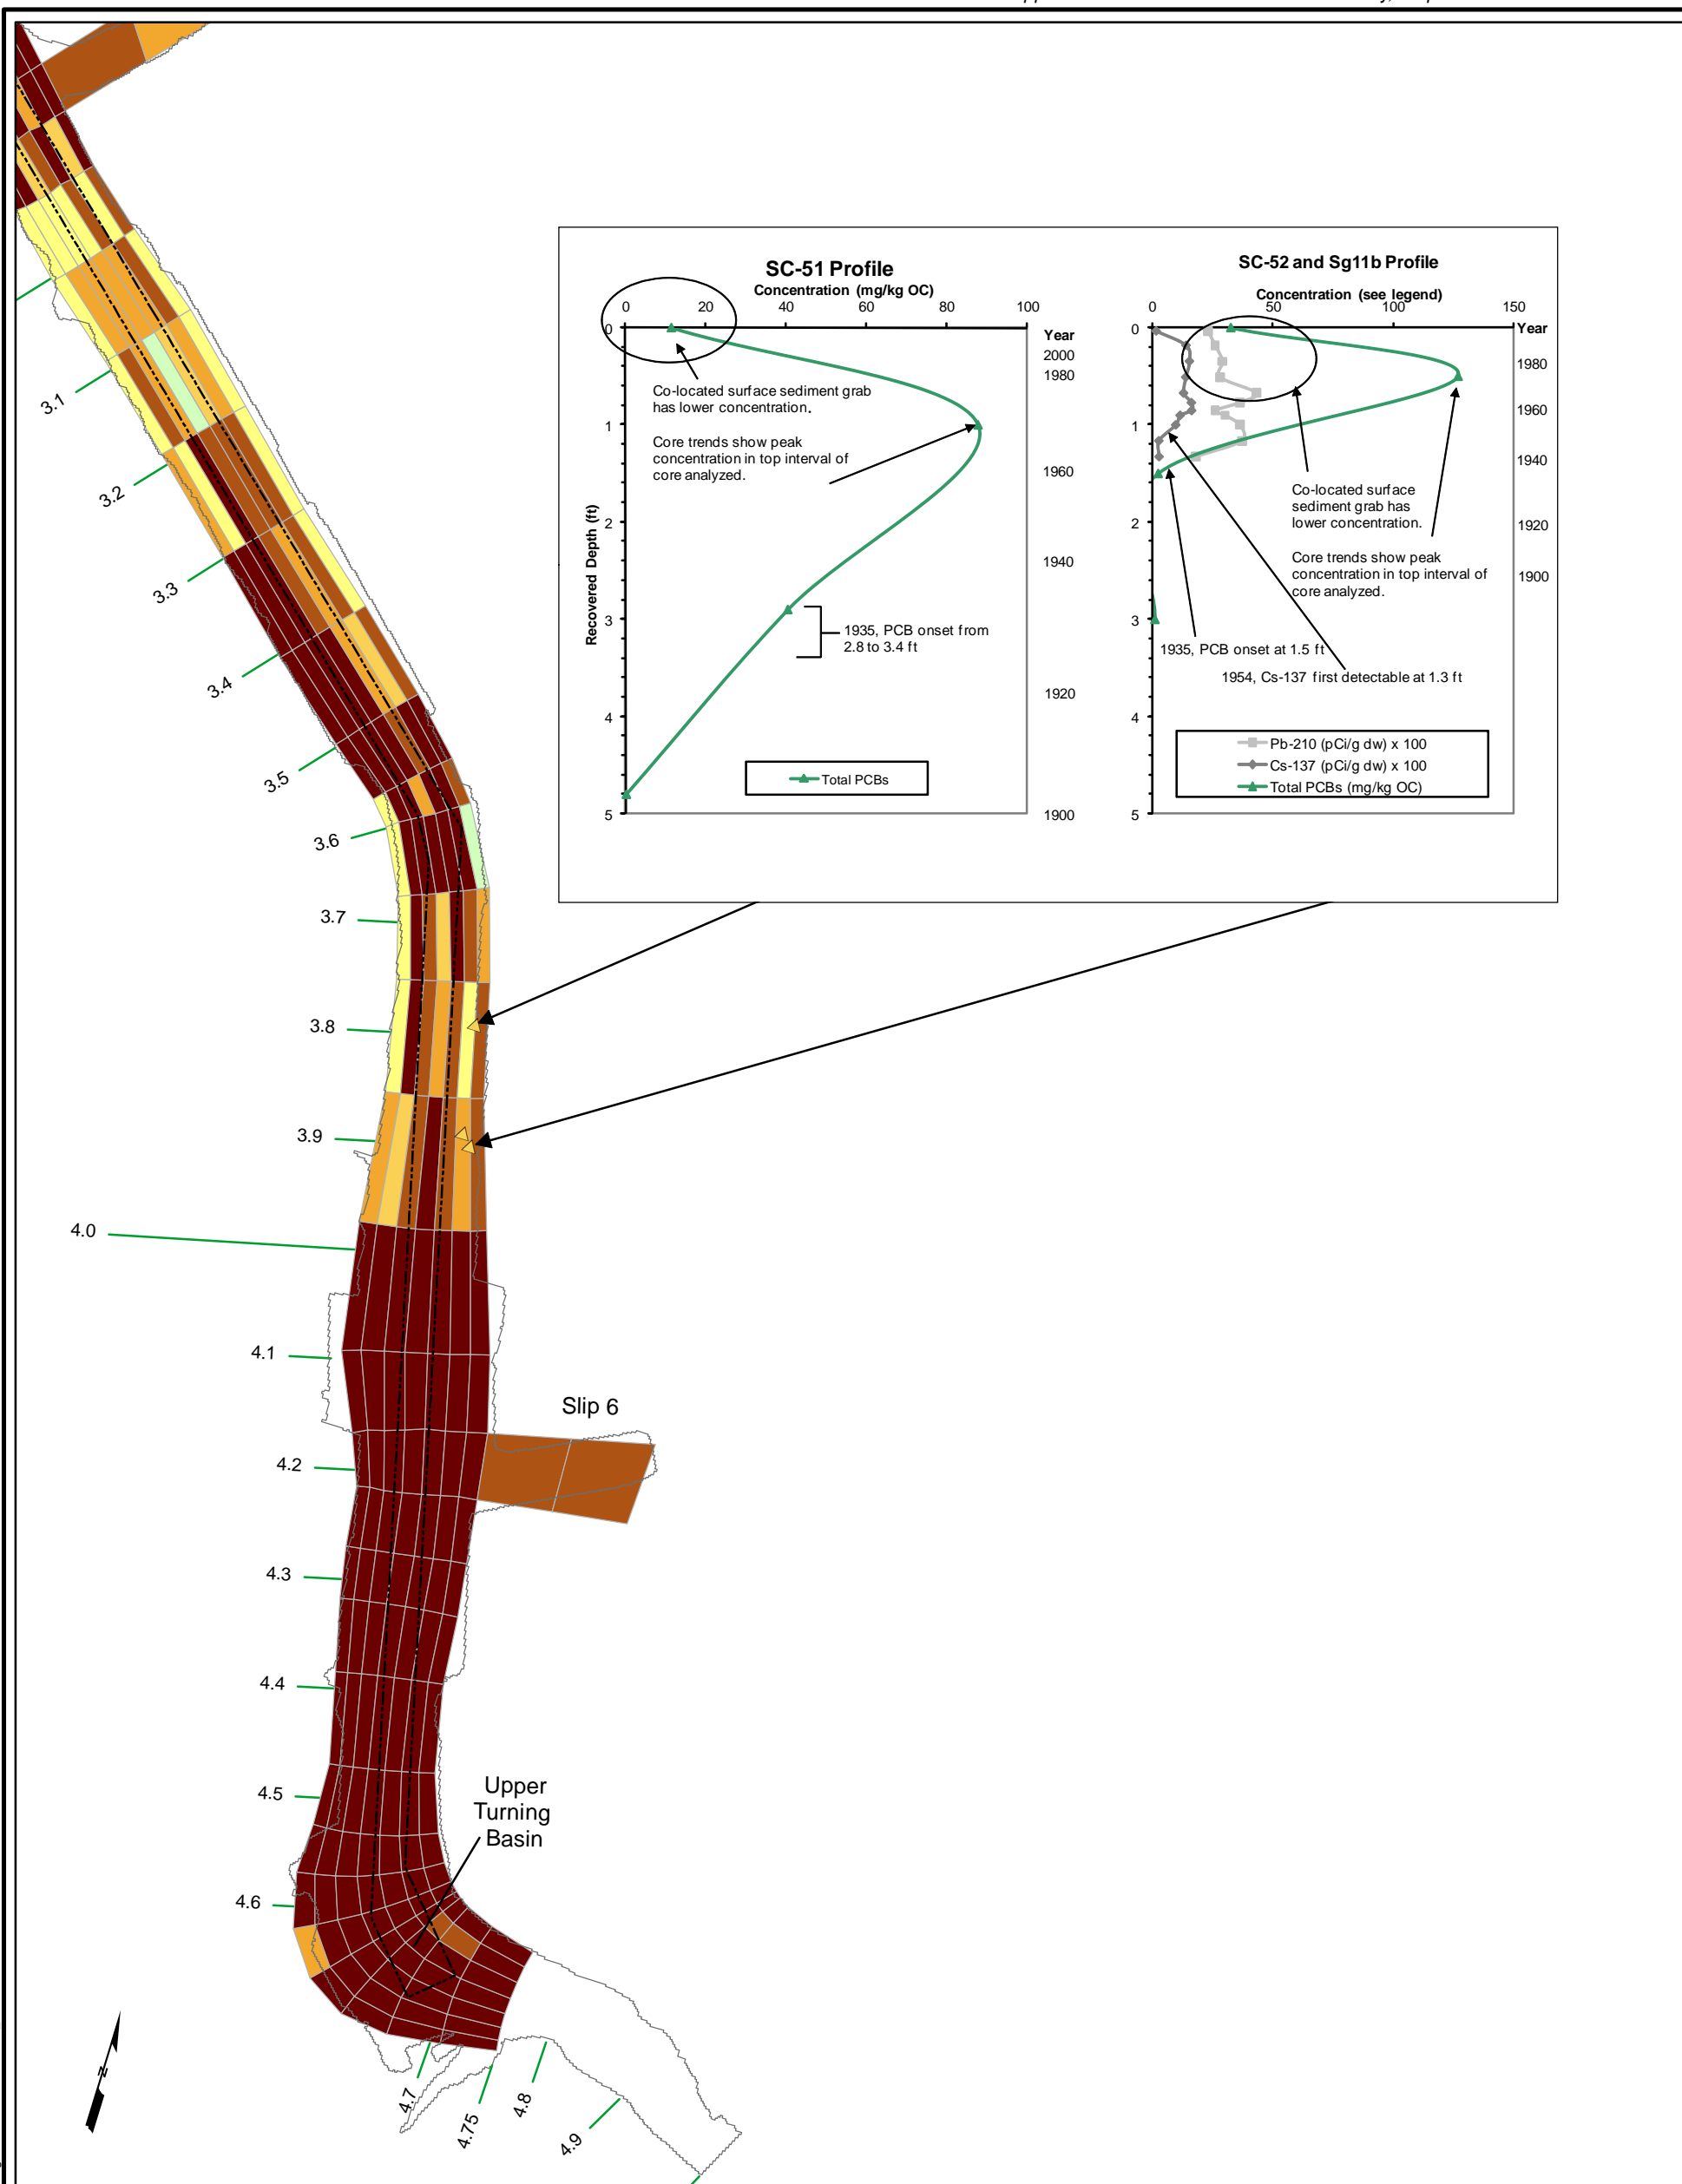 SC-51 Profile
Concentration (mg/kg OC)
0 20 40 60 80 100
Year
2000
1980
1960
1940
1920
1900
0
1
2
3
4
5
Recovered Depth (ft)
Co-located surface sediment grab
has lower concentration.
Core trends show peak
concentration in top interval of
core analyzed.
1935, PCB onset from
2.8 to 3.4 ft
Total PCBs
SC-52 and Sg11b Profile
Concentration (see legend)
0 50 100 150
Year
1980
1960
1940
1920
1900
0
1
2
3
4
5
Co-located surface
sediment grab has
lower concentration.
Core trends show peak
concentration in top interval of
core analyzed.
1935, PCB onset at 1.5 ft
1954, Cs-137 first detectable at 1.3 ft
Pb-210 (pCi/g dw) x 100
Cs-137 (pCi/g dw) x 100
Total PCBs (mg/kg OC)
3.1
3.2
3.3
3.4
3.5
3.6
3.7
3.8
3.9
4.0
4.1
Slip 6
4.2
4.3
4.4
4.5
Upper
Turning
Basin
4.6
4.7
4.75
4.8
4.9
N